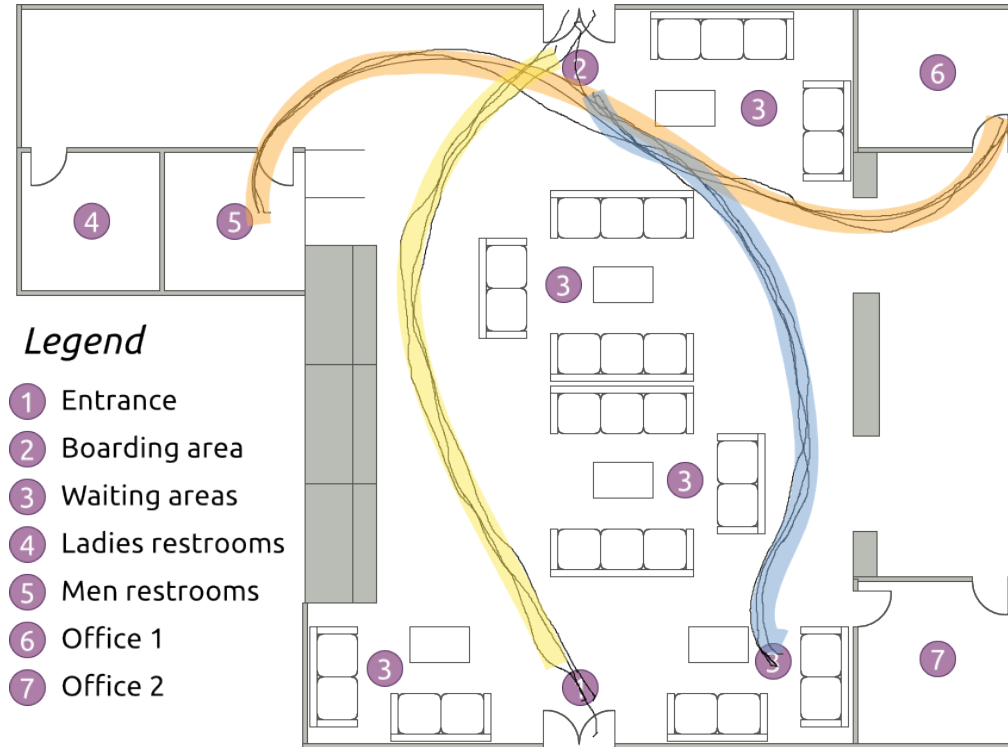 2
6
3
4
5
3
Legend
1 Entrance
2 Boarding area
3 Waiting areas
3
4 Ladies restrooms
5 Men restrooms
6 Office 1
7 Office 2
3
1
3
7